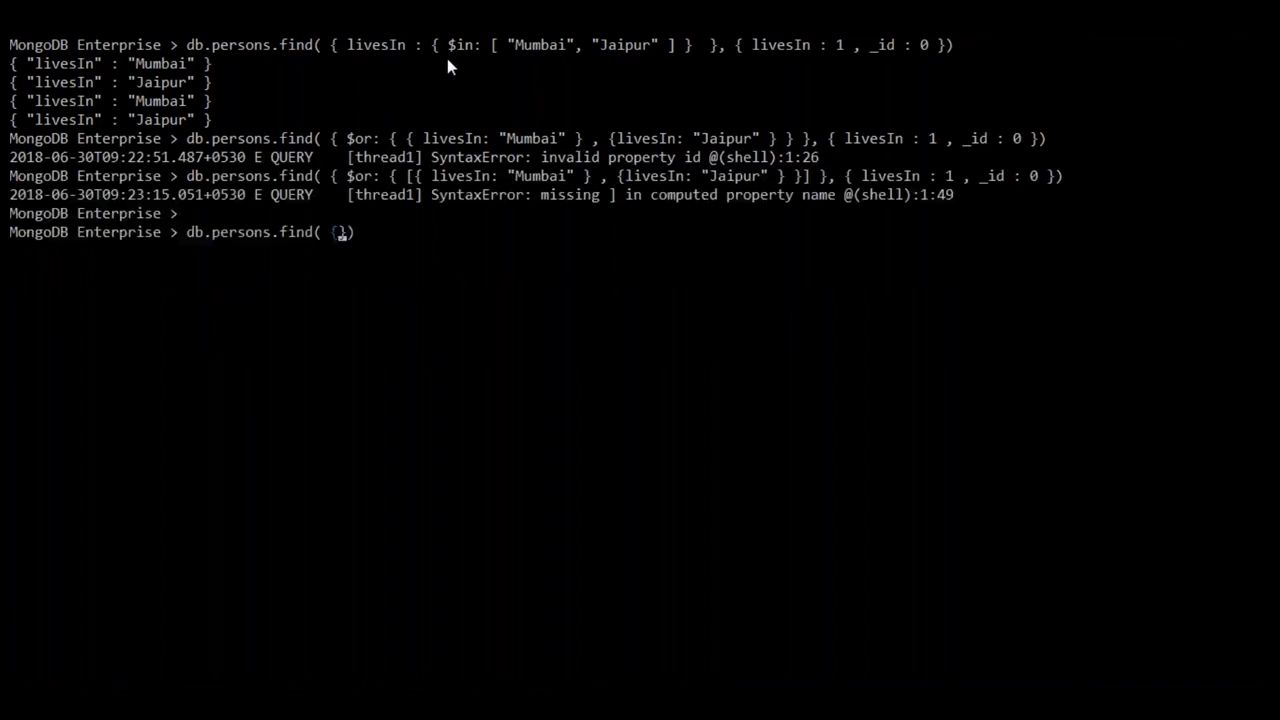 MongoDB Enterprise > db.persons.find( { livesIn : { $in: [ "Mumbai", "Jaipur" ] }  }, { livesIn : 1 , _id : 0 })
{ "livesIn" : "Mumbai" }
{ "livesIn" : "Jaipur" }
{ "livesIn" : "Mumbai" }
{ "livesIn" : "Jaipur" }
MongoDB Enterprise > db.persons.find( { $or: { { livesIn: "Mumbai" } , {livesIn: "Jaipur" } } }, { livesIn : 1 , _id : 0 })
2018-06-30T09:22:51.487+0530 E QUERY    [thread1] SyntaxError: invalid property id @(shell):1:26
MongoDB Enterprise > db.persons.find( { $or: { [{ livesIn: "Mumbai" } , {livesIn: "Jaipur" } }] }, { livesIn : 1 , _id : 0 })
2018-06-30T09:23:15.051+0530 E QUERY    [thread1] SyntaxError: missing ] in computed property name @(shell):1:49
MongoDB Enterprise >
MongoDB Enterprise > db.persons.find( {})